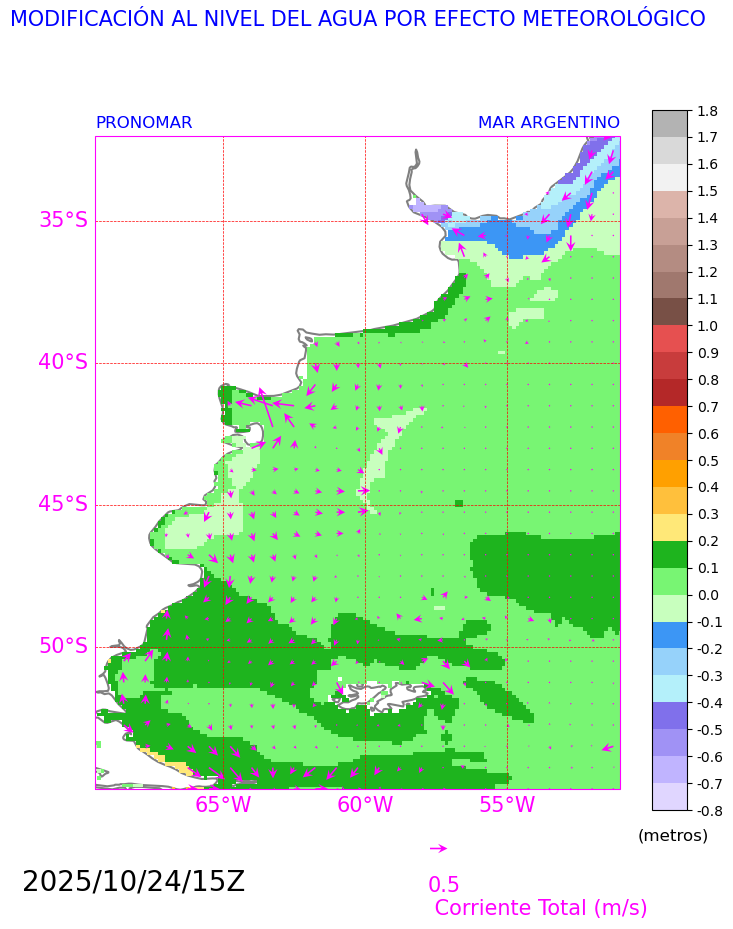 MODIFICACIÓN AL NIVEL DEL AGUA POR EFECTO METEOROLÓGICO
PRONOMAR
MAR ARGENTINO
35°S
40°S
45°S
50°S
65°W
60°W
55°W
1.8
1.7
1.6
1.5
1.4
1.3
1.2
1.1
1.0
0.9
0.8
0.7
0.6
0.5
0.4
0.3
0.2
0.1
0.0
-0.1
-0.2
-0.3
-0.4
-0.5
-0.6
-0.7
-0.8
(metros)
2025/10/24/15Z
0.5
Corriente Total (m/s)